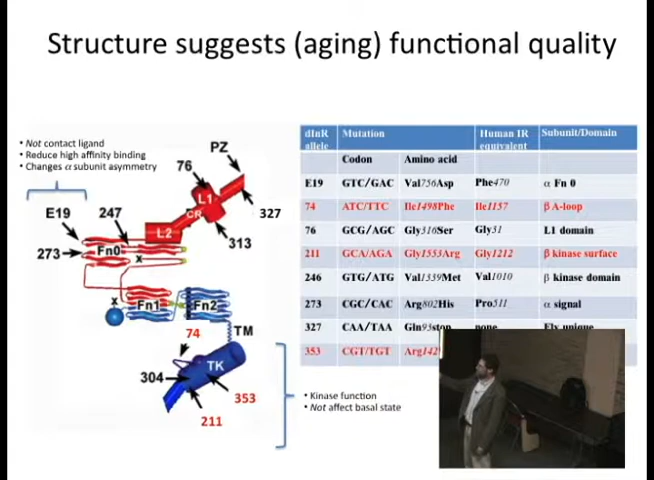 Structure suggests (aging) functional quality
• Not contact ligand
• Reduce high affinity binding
• Changes α subunit asymmetry
PZ
76
L1
CR
L2
327
313
E19
247
273
Fn0
x
x
Fn1
Fn2
74
TM
TK
304
353
211
• Kinase function
• Not affect basal state
dInR allele Mutation Human IR equivalent Subunit/Domain
Codon Amino acid
E19 GTC/GAC Val756Asp Phe470 α Fn 0
74 ATC/TTC Ile1498Phe Ile1157 β A-loop
76 GCG/AGC Gly316Ser Gly31 L1 domain
211 GCA/AGA Gly1553Arg Gly1212 β kinase surface
246 GTG/ATG Val1339Met Val1010 β kinase domain
273 CGC/CAC Arg802His Pro511 α signal
327 CAA/TAA Gln93stop none Fly unique
353 CGT/TGT